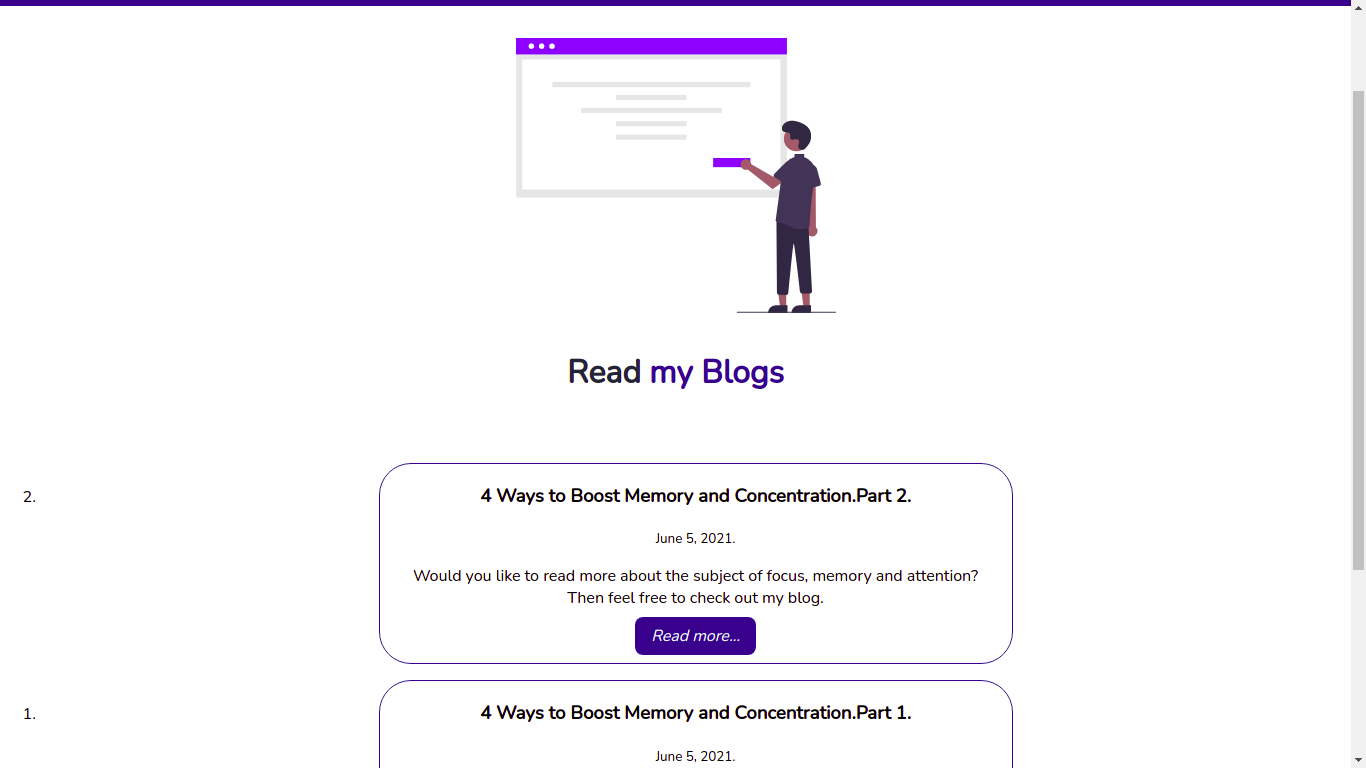 Read my Blogs
2.
4 Ways to Boost Memory and Concentration.Part 2.
June 5, 2021.
Would you like to read more about the subject of focus, memory and attention?
Then feel free to check out my blog.
Read more...
1.
4 Ways to Boost Memory and Concentration.Part 1.
June 5, 2021.